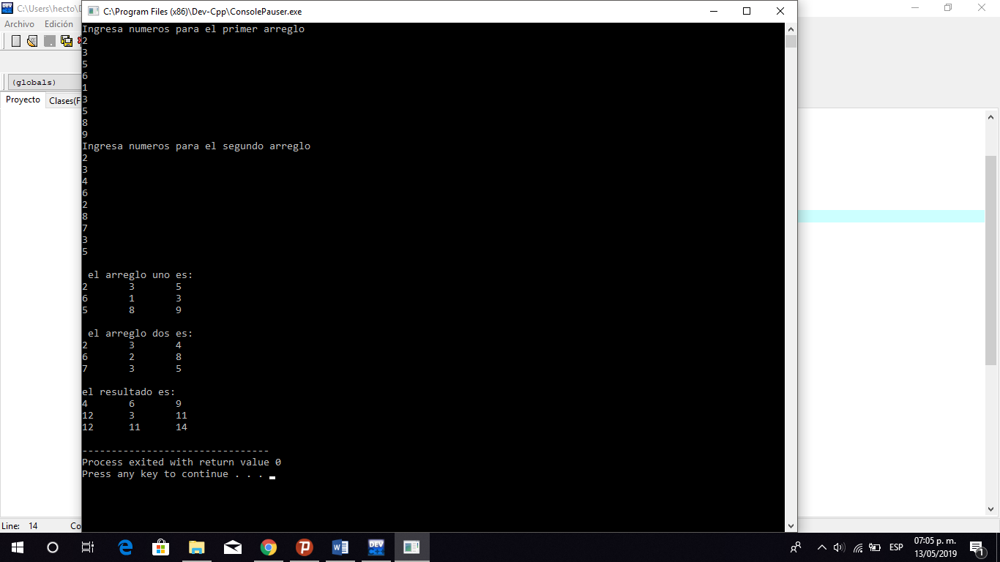 C:\Users\hecto\D
C:\Program Files (x86)\Dev-Cpp\ConsolePauser.exe
Archivo Edición
(globals)
Proyecto Clases(F
Ingresa numeros para el primer arreglo
2
3
5
6
1
3
5
8
9
Ingresa numeros para el segundo arreglo
2
3
4
6
2
8
7
3
5
el arreglo uno es:
2 3 5
6 1 3
5 8 9
el arreglo dos es:
2 3 4
6 2 8
7 3 5
el resultado es:
4 6 9
12 3 11
12 11 14
--------------------------------
Process exited with return value 0
Press any key to continue . . .
Line: 14 Co
ESP
07:05 p. m.
13/05/2019
1